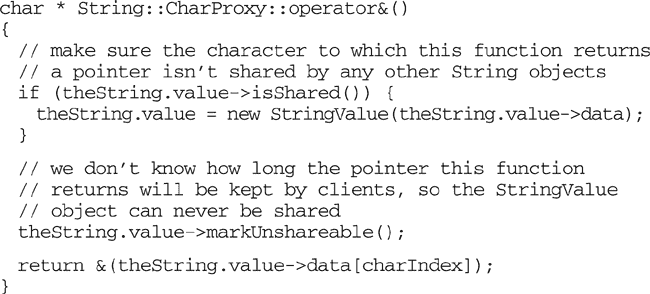 char * String::CharProxy::operator&()
{
  // make sure the character to which this function returns
  // a pointer isn't shared by any other String objects
  if (theString.value->isShared()) {
    theString.value = new StringValue(theString.value->data);
  }
  // we don't know how long the pointer this function
  // returns will be kept by clients, so the StringValue
  // object can never be shared
  theString.value->markUnshareable();
  return &(theString.value->data[charIndex]);
}